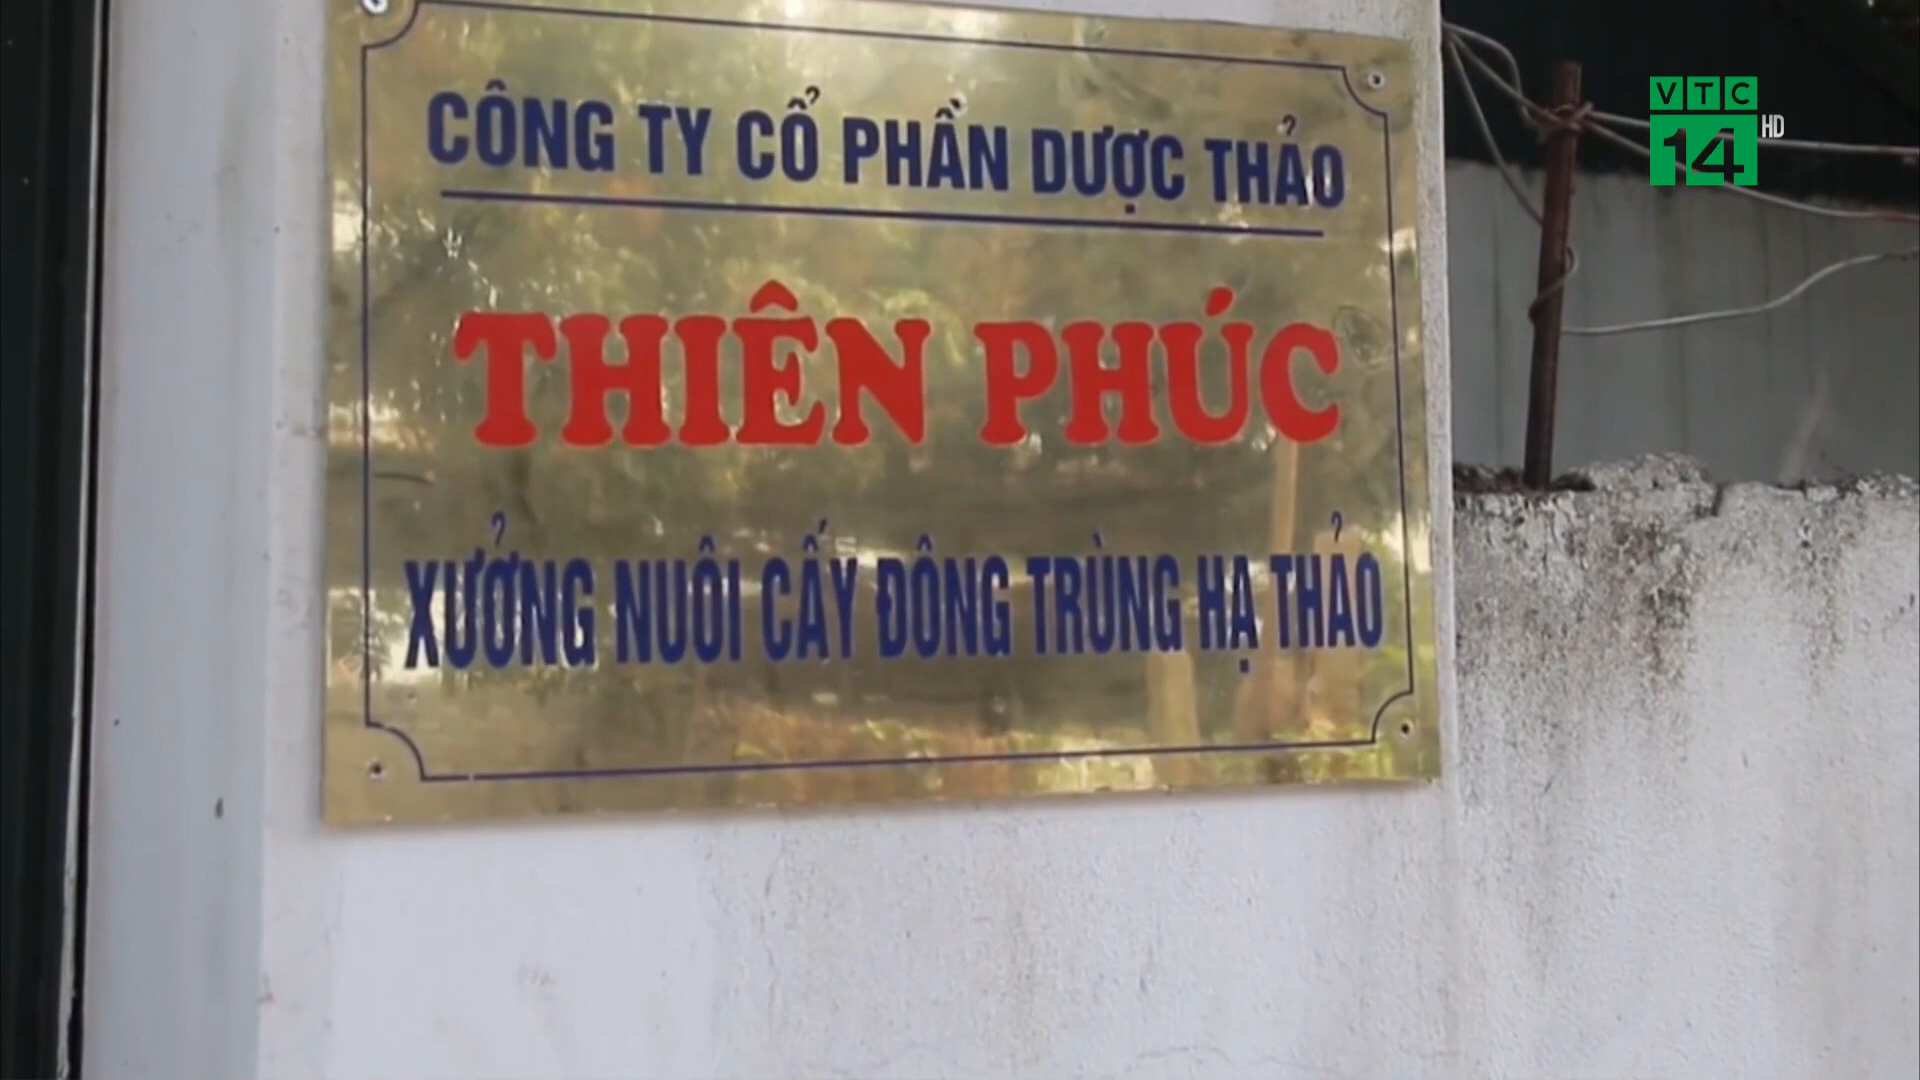 CÔNG TY CỔ PHẦN DƯỢC THẢO
THIÊN PHÚC
XƯỞNG NUÔI CẤY ĐÔNG TRÙNG HẠ THẢO
VTC
14 HD